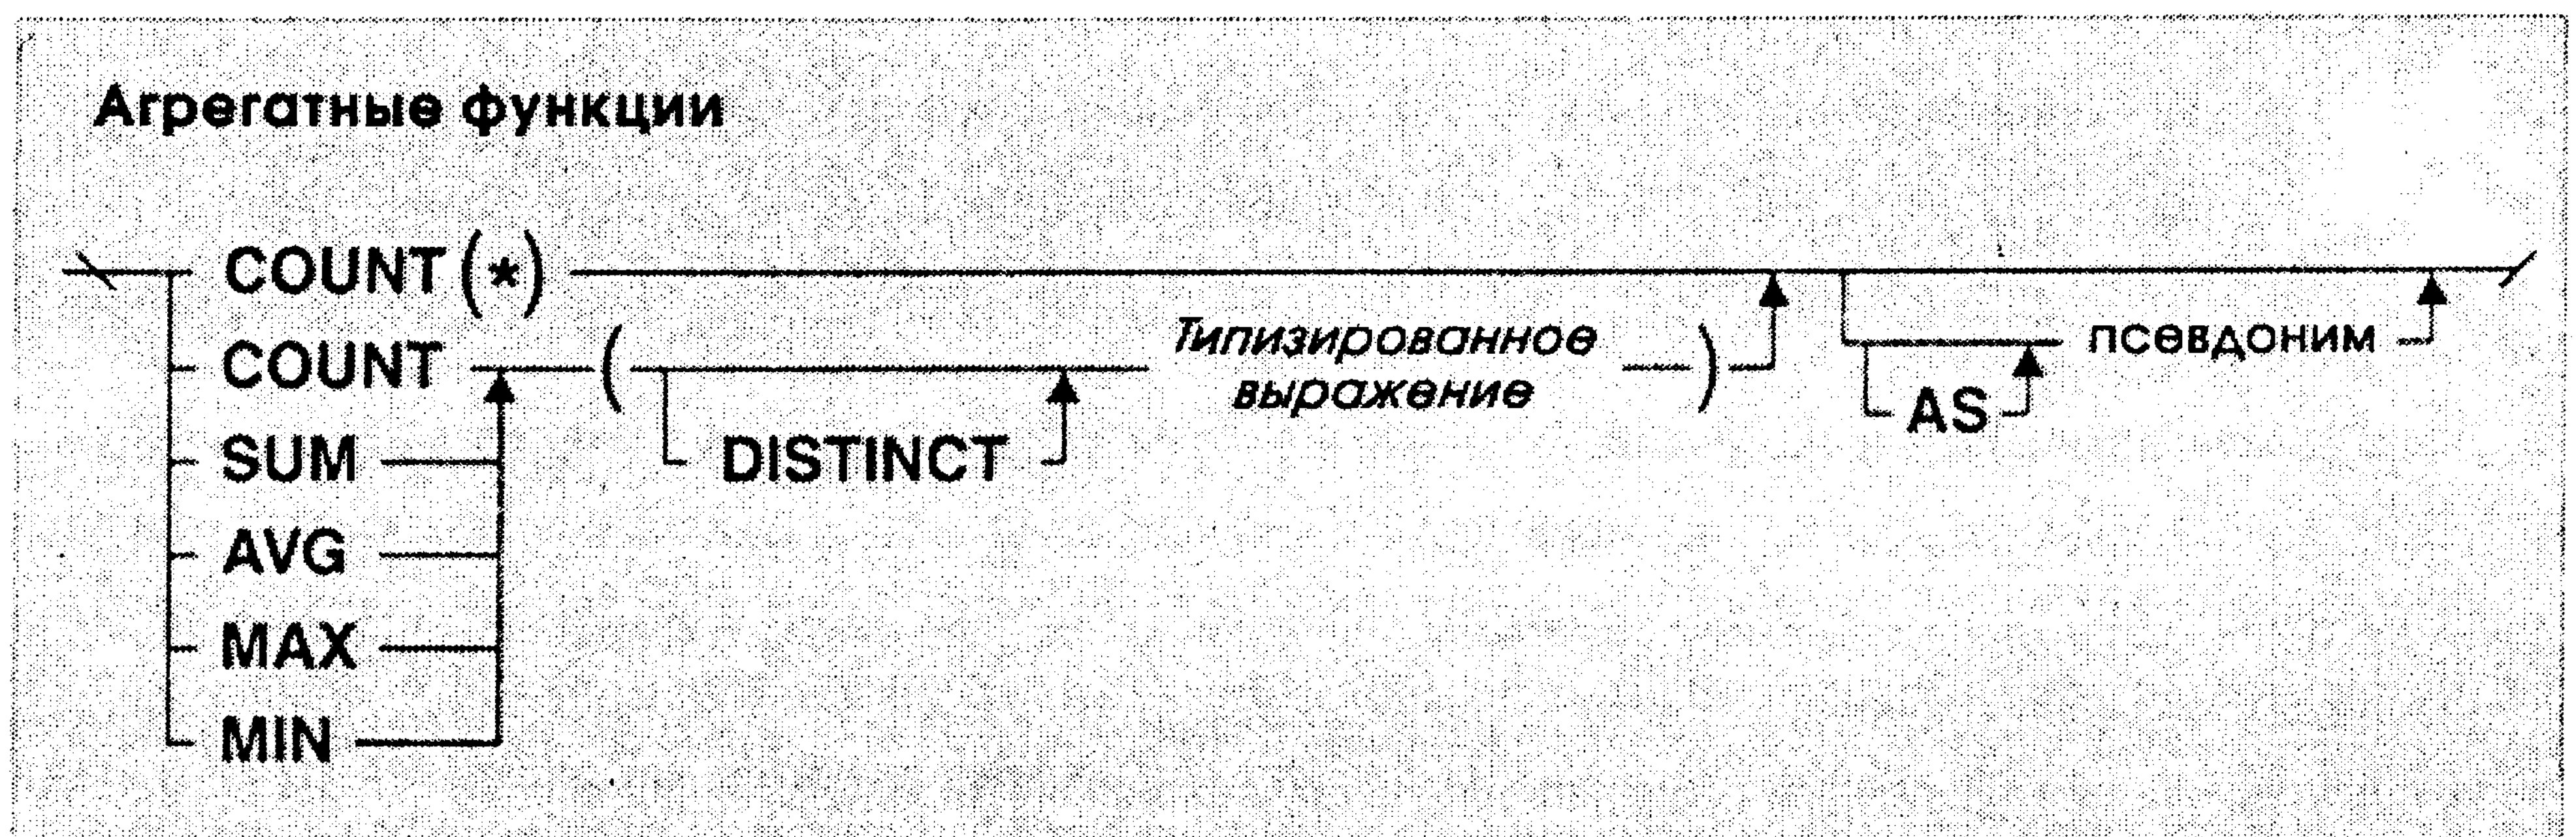 Агрегатные функции
COUNT (*)
COUNT ( Типизированное выражение ) псевдоним
DISTINCT
AS
SUM
AVG
MAX
MIN